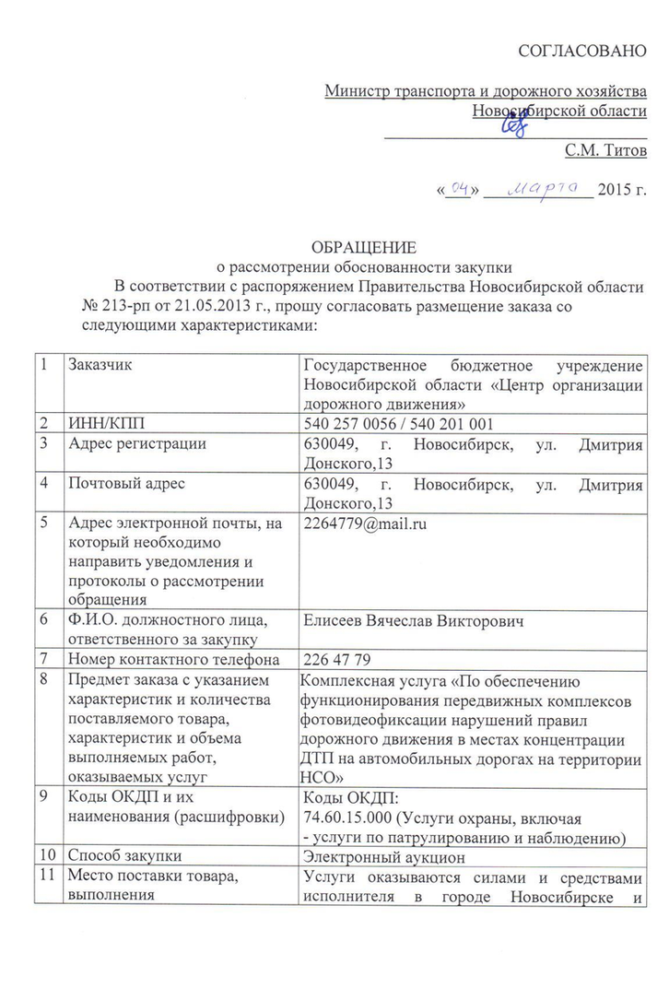 СОГЛАСОВАНО
Министр транспорта и дорожного хозяйства
Новосибирской области
С.М. Титов
«04» марта 2015 г.
ОБРАЩЕНИЕ
о рассмотрении обоснованности закупки
В соответствии с распоряжением Правительства Новосибирской области
№ 213-рп от 21.05.2013 г., прошу согласовать размещение заказа со
следующими характеристиками:
1 Заказчик Государственное бюджетное учреждение
Новосибирской области «Центр организации
дорожного движения»
2 ИНН/КПП 540 257 0056 / 540 201 001
3 Адрес регистрации 630049, г. Новосибирск, ул. Дмитрия
Донского,13
4 Почтовый адрес 630049, г. Новосибирск, ул. Дмитрия
Донского,13
5 Адрес электронной почты, на 2264779@mail.ru
который необходимо
направить уведомления и
протоколы о рассмотрении
обращения
6 Ф.И.О. должностного лица, Елисеев Вячеслав Викторович
ответственного за закупку
7 Номер контактного телефона 226 47 79
8 Предмет заказа с указанием Комплексная услуга «По обеспечению
характеристик и количества функционирования передвижных комплексов
поставляемого товара, фотовидеофиксации нарушений правил
характеристик и объема дорожного движения в местах концентрации
выполняемых работ, ДТП на автомобильных дорогах на территории
оказываемых услуг НСО»
9 Коды ОКДП и их Коды ОКДП:
наименования (расшифровки) 74.60.15.000 (Услуги охраны, включая
- услуги по патрулированию и наблюдению)
10 Способ закупки Электронный аукцион
11 Место поставки товара, Услуги оказываются силами и средствами
выполнения исполнителя в городе Новосибирске и